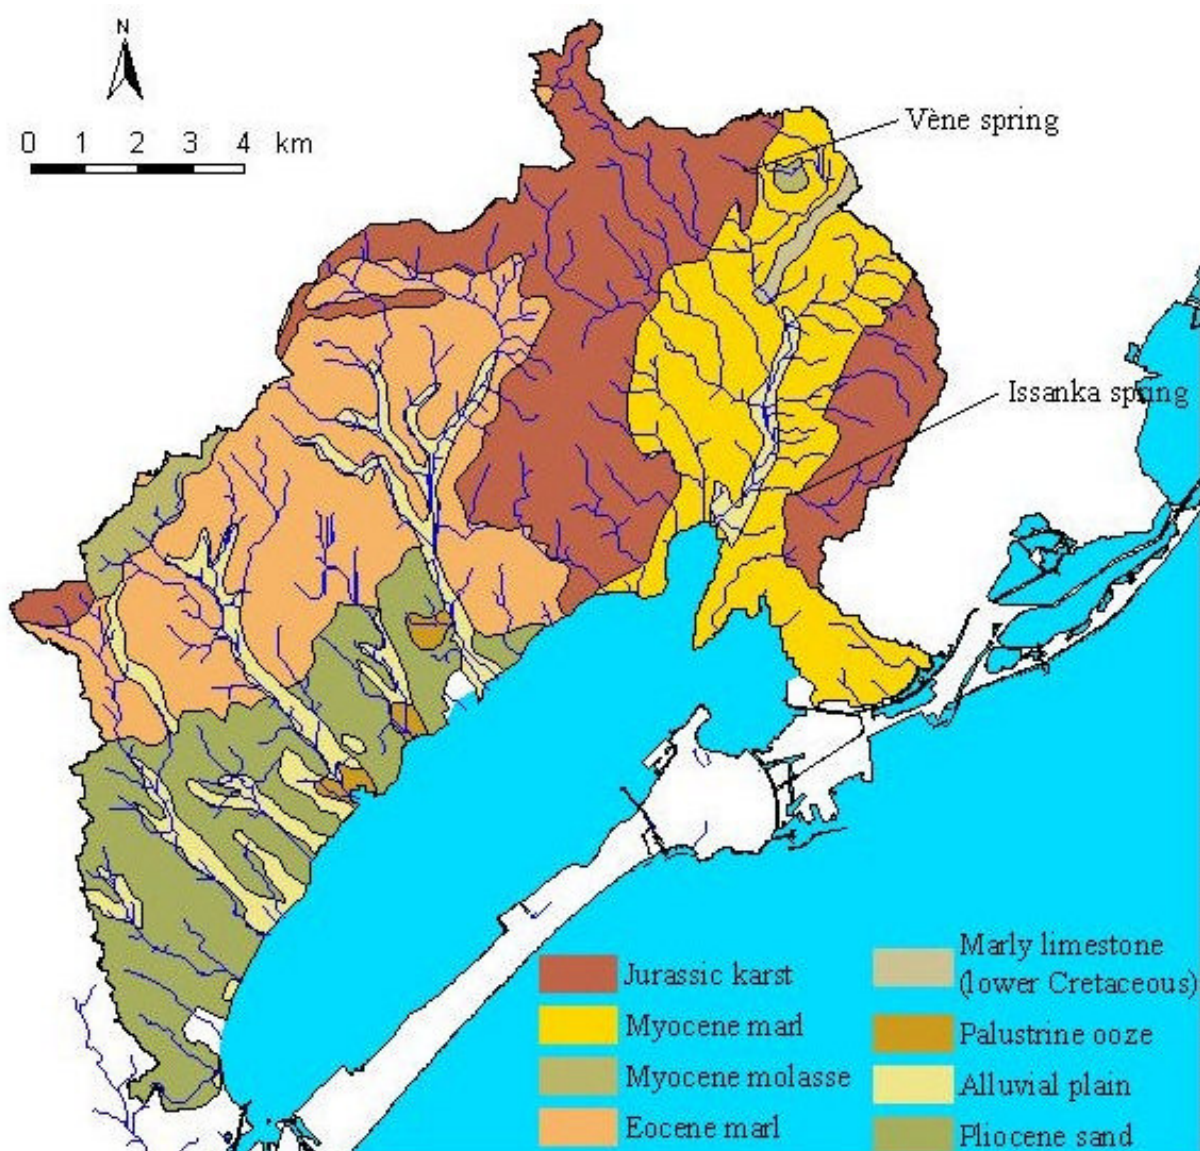 N
0 1 2 3 4 km
Vène spring
Issanka spring
Jurassic karst
Myocene marl
Myocene molasse
Eocene marl
Marly limestone
(lower Cretaceous)
Palustrine ooze
Alluvial plain
Pliocene sand